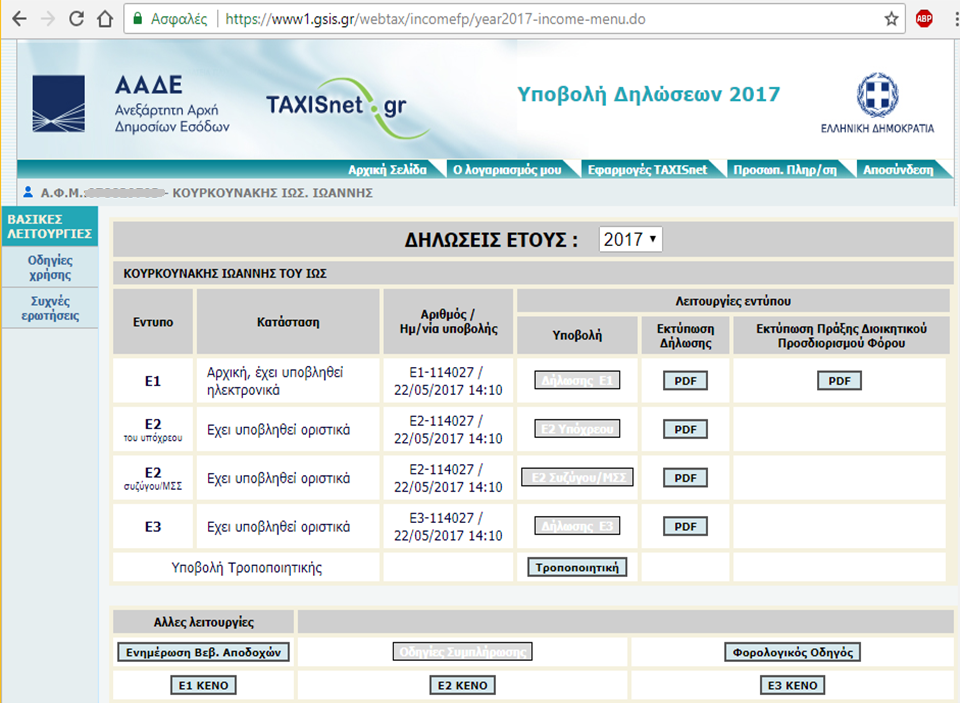 Ασφαλές | https://www1.gsis.gr/webtax/incomefp/year2017-income-menu.do
ABP
ΑΑΔΕ
Ανεξάρτητη Αρχή
Δημοσίων Εσόδων
TAXISnet.gr
Υποβολή Δηλώσεων 2017
ΕΛΛΗΝΙΚΗ ΔΗΜΟΚΡΑΤΙΑ
Αρχική Σελίδα Ο λογαριασμός μου Εφαρμογές TAXISnet Προσωπ. Πληρ/ση Αποσύνδεση
Α.Φ.Μ.: - ΚΟΥΡΚΟΥΝΑΚΗΣ ΙΩΣ. ΙΩΑΝΝΗΣ
ΒΑΣΙΚΕΣ
ΛΕΙΤΟΥΡΓΙΕΣ
Οδηγίες
χρήσης
Συχνές
ερωτήσεις
ΔΗΛΩΣΕΙΣ ΕΤΟΥΣ : 2017
ΚΟΥΡΚΟΥΝΑΚΗΣ ΙΩΑΝΝΗΣ ΤΟΥ ΙΩΣ
Εντυπο
Κατάσταση
Αριθμός /
Ημ/νία υποβολής
Λειτουργίες εντύπου
Υποβολή
Εκτύπωση
Δήλωσης
Εκτύπωση Πράξης Διοικητικού
Προσδιορισμού Φόρου
Ε1
Αρχική, έχει υποβληθεί
ηλεκτρονικά
Ε1-114027 /
22/05/2017 14:10
Δήλωσης Ε1
PDF
PDF
Ε2
του υπόχρεου
Εχει υποβληθεί οριστικά
Ε2-114027 /
22/05/2017 14:10
Ε2 Υπόχρεου
PDF
Ε2
συζύγου/ΜΣΣ
Εχει υποβληθεί οριστικά
Ε2-114027 /
22/05/2017 14:10
Ε2 Συζύγου/ΜΣΣ
PDF
Ε3
Εχει υποβληθεί οριστικά
Ε3-114027 /
22/05/2017 14:10
Δήλωσης Ε3
PDF
Υποβολή Τροποποιητικής
Τροποποιητική
Αλλες λειτουργίες
Ενημέρωση Βεβ. Αποδοχών
Οδηγίες Συμπλήρωσης
Φορολογικός Οδηγός
Ε1 ΚΕΝΟ
Ε2 ΚΕΝΟ
Ε3 ΚΕΝΟ